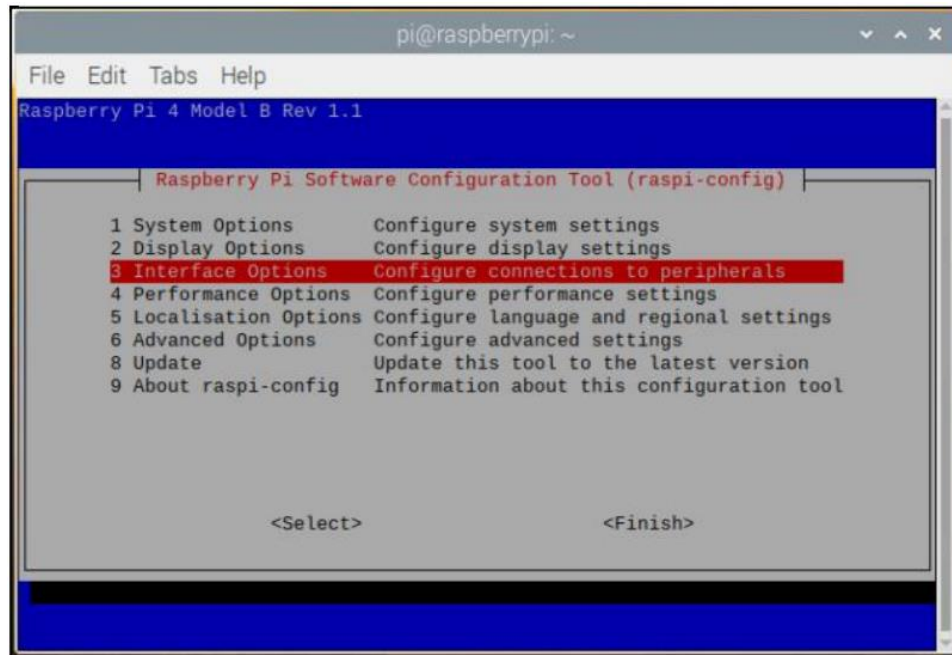 pi@raspberrypi: ~
File Edit Tabs Help
Raspberry Pi 4 Model B Rev 1.1
Raspberry Pi Software Configuration Tool (raspi-config)
1 System Options Configure system settings
2 Display Options Configure display settings
3 Interface Options Configure connections to peripherals
4 Performance Options Configure performance settings
5 Localisation Options Configure language and regional settings
6 Advanced Options Configure advanced settings
8 Update Update this tool to the latest version
9 About raspi-config Information about this configuration tool
<Select> <Finish>